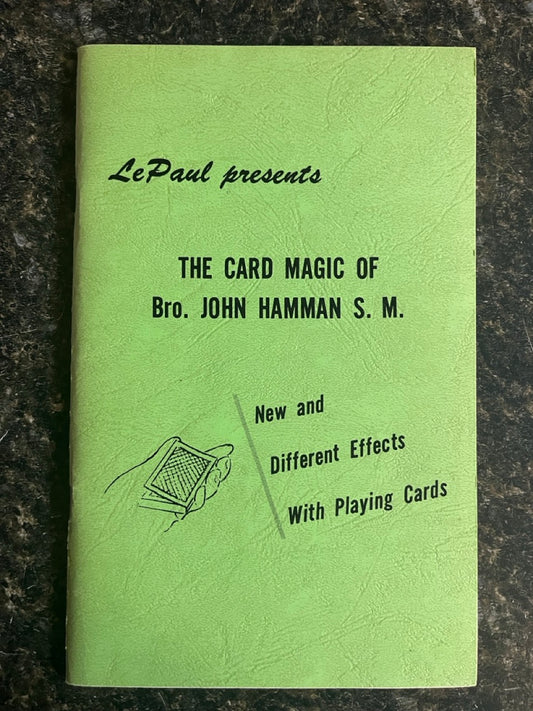 LePaul presents
THE CARD MAGIC OF
Bro. JOHN HAMMAN S. M.
New and
Different Effects
With Playing Cards